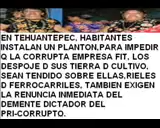 EN TEHUANTEPEC, HABITANTES
INSTALAN UN PLANTON,PARA IMPEDIR
Q LA CORRUPTA EMPRESA FIT, LOS
DESPOJE D SUS TIERRA D CULTIVO,
SEAN TENDIDO SOBRE ELLAS,RIELES
D FERROCARRILES, TAMBIEN EXIGEN
LA RENUNCIA INMEDIATA DEL
DEMENTE DICTADOR DEL
PRI-CORRUPTO.